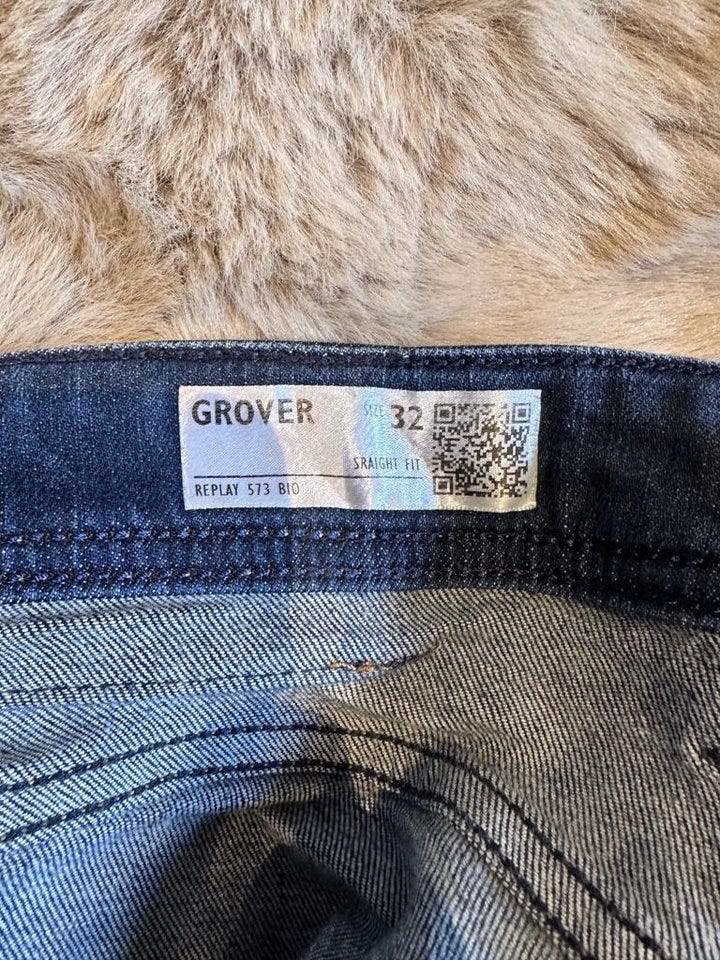 GROVER
SIZE 32
SRAIGHT FIT
REPLAY 573 BIO